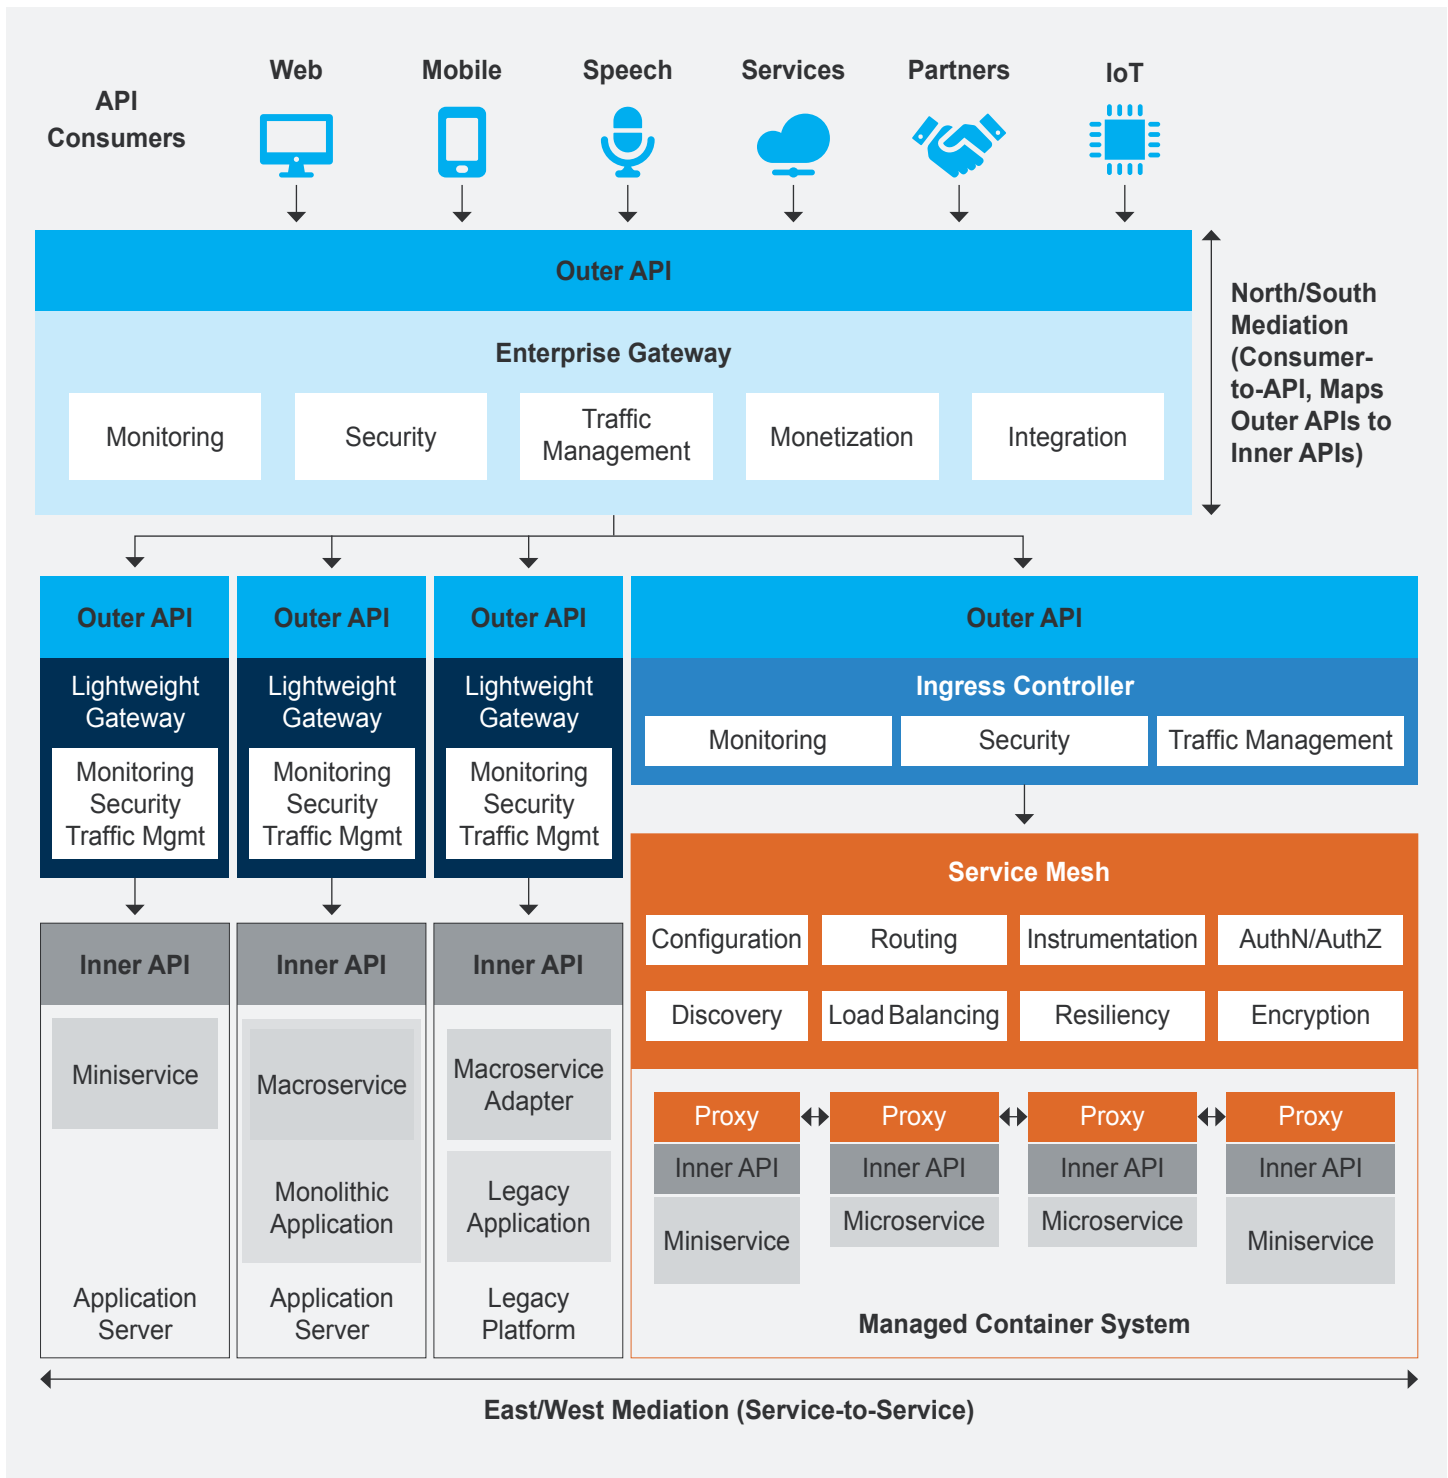 API
Consumers
Web
Mobile
Speech
Services
Partners
IoT
Outer API
Enterprise Gateway
Monitoring
Security
Traffic
Management
Monetization
Integration
North/South
Mediation
(Consumer-
to-API, Maps
Outer APIs to
Inner APIs)
Outer API
Lightweight
Gateway
Monitoring
Security
Traffic Mgmt
Outer API
Lightweight
Gateway
Monitoring
Security
Traffic Mgmt
Outer API
Lightweight
Gateway
Monitoring
Security
Traffic Mgmt
Outer API
Ingress Controller
Monitoring
Security
Traffic Management
Inner API
Miniservice
Application
Server
Inner API
Macroservice
Monolithic
Application
Application
Server
Inner API
Macroservice
Adapter
Legacy
Application
Legacy
Platform
Service Mesh
Configuration
Routing
Instrumentation
AuthN/AuthZ
Discovery
Load Balancing
Resiliency
Encryption
Proxy
Inner API
Miniservice
Proxy
Inner API
Microservice
Proxy
Inner API
Microservice
Proxy
Inner API
Miniservice
Managed Container System
East/West Mediation (Service-to-Service)